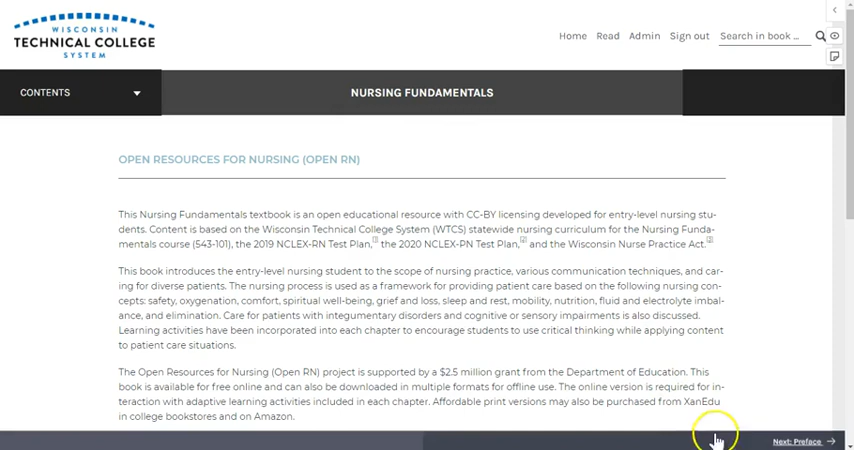 WISCONSIN
TECHNICAL COLLEGE
SYSTEM
Home Read Admin Sign out Search in book ...
CONTENTS
NURSING FUNDAMENTALS
OPEN RESOURCES FOR NURSING (OPEN RN)
This Nursing Fundamentals textbook is an open educational resource with CC-BY licensing developed for entry-level nursing stu-
dents. Content is based on the Wisconsin Technical College System (WTCS) statewide nursing curriculum for the Nursing Funda-
mentals course (543-101), the 2019 NCLEX-RN Test Plan,[1] the 2020 NCLEX-PN Test Plan,[2] and the Wisconsin Nurse Practice Act.[3]
This book introduces the entry-level nursing student to the scope of nursing practice, various communication techniques, and car-
ing for diverse patients. The nursing process is used as a framework for providing patient care based on the following nursing con-
cepts: safety, oxygenation, comfort, spiritual well-being, grief and loss, sleep and rest, mobility, nutrition, fluid and electrolyte imbal-
ance, and elimination. Care for patients with integumentary disorders and cognitive or sensory impairments is also discussed.
Learning activities have been incorporated into each chapter to encourage students to use critical thinking while applying content
to patient care situations.
The Open Resources for Nursing (Open RN) project is supported by a $2.5 million grant from the Department of Education. This
book is available for free online and can also be downloaded in multiple formats for offline use. The online version is required for in-
teraction with adaptive learning activities included in each chapter. Affordable print versions may also be purchased from XanEdu
in college bookstores and on Amazon.
Next: Preface